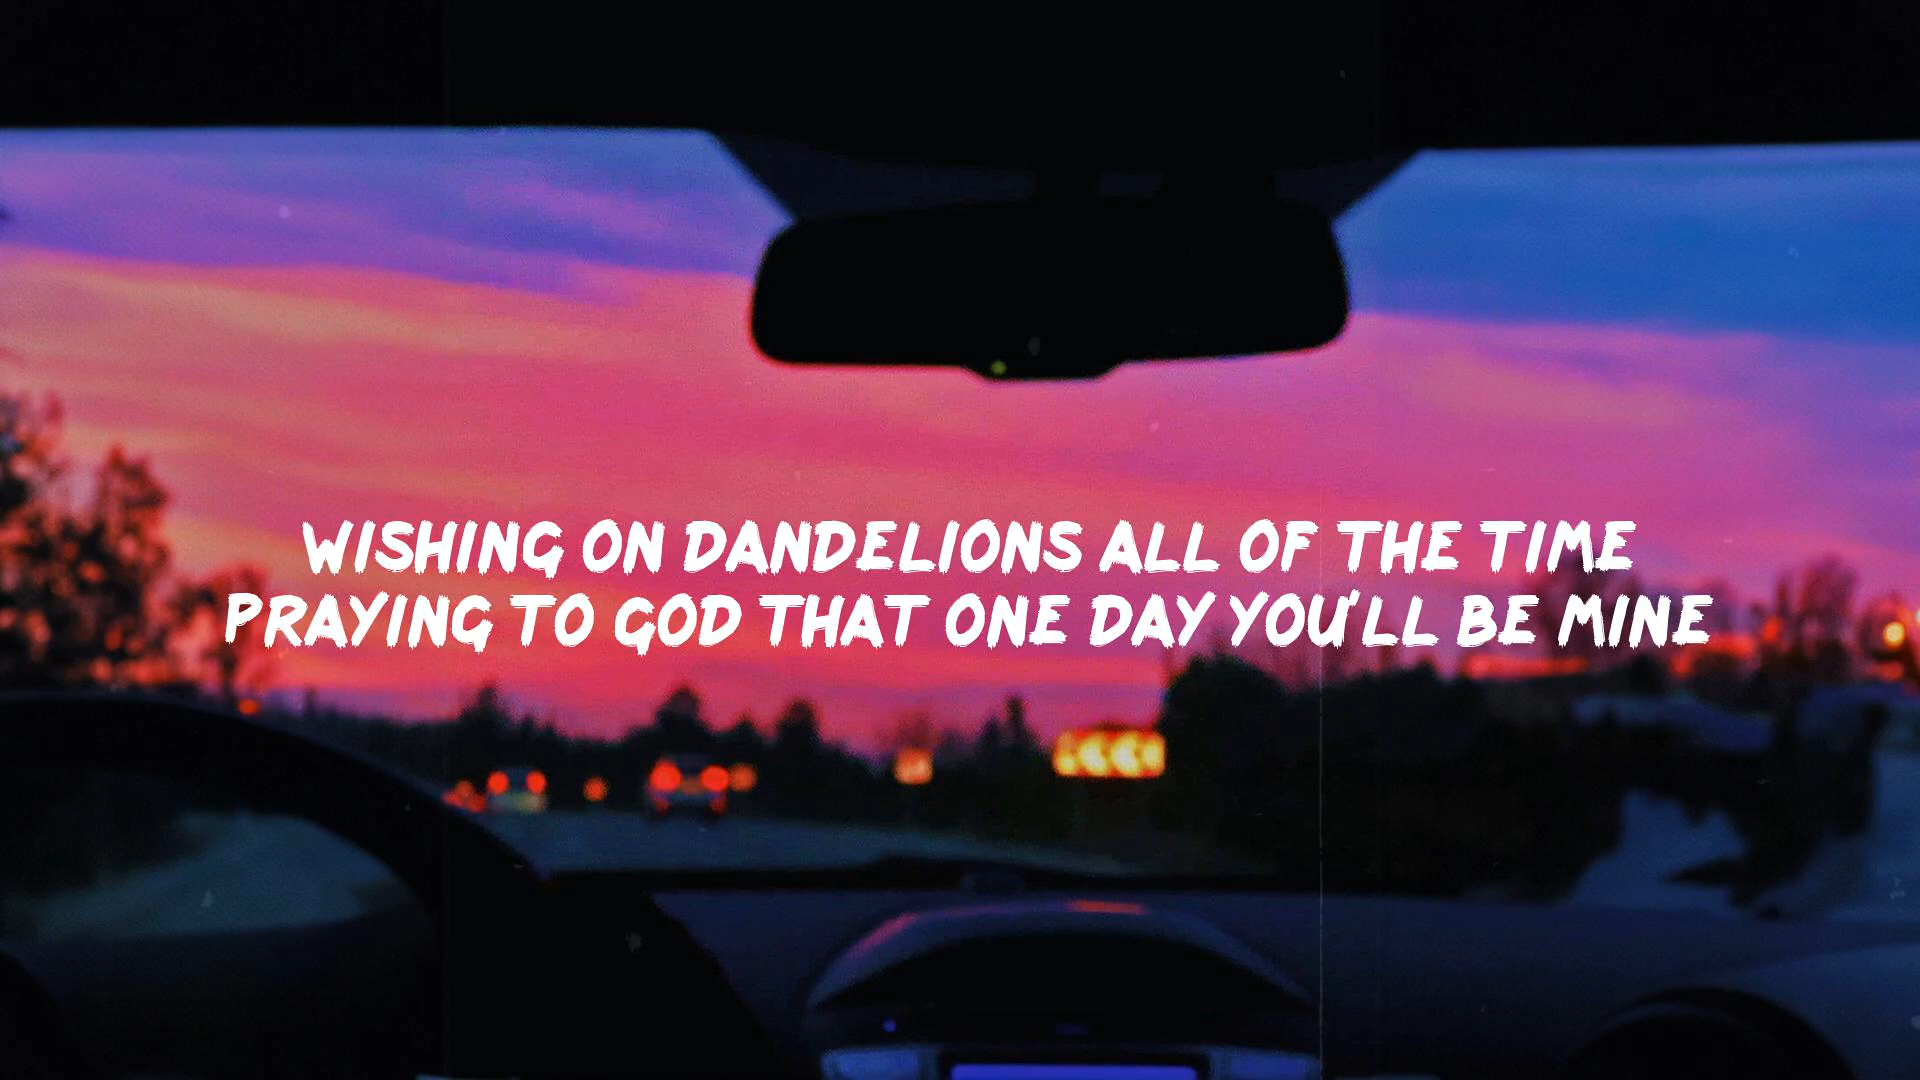 WISHING ON DANDELIONS ALL OF THE TIME
PRAYING TO GOD THAT ONE DAY YOU'LL BE MINE